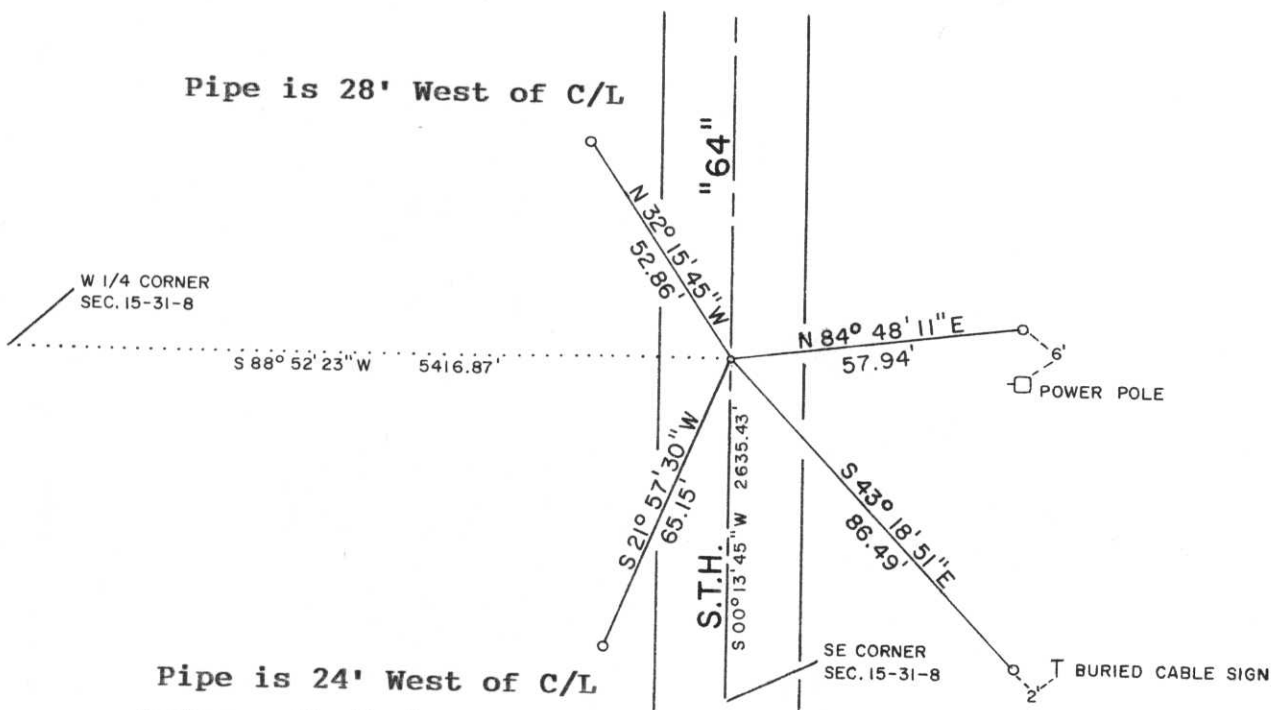 Pipe is 28' West of C/L
"64"
N 32° 15' 45" W
52.86'
W 1/4 CORNER
SEC. 15-31-8
N 84° 48' 11" E
57.94'
6'
POWER POLE
S 88° 52' 23" W 5416.87'
S 21° 57' 30" W
65.15'
S.T.H.
S 00° 13' 45" W 2635.43'
S 43° 18' 51" E
86.49'
SE CORNER
SEC. 15-31-8
Pipe is 24' West of C/L
2'
BURIED CABLE SIGN